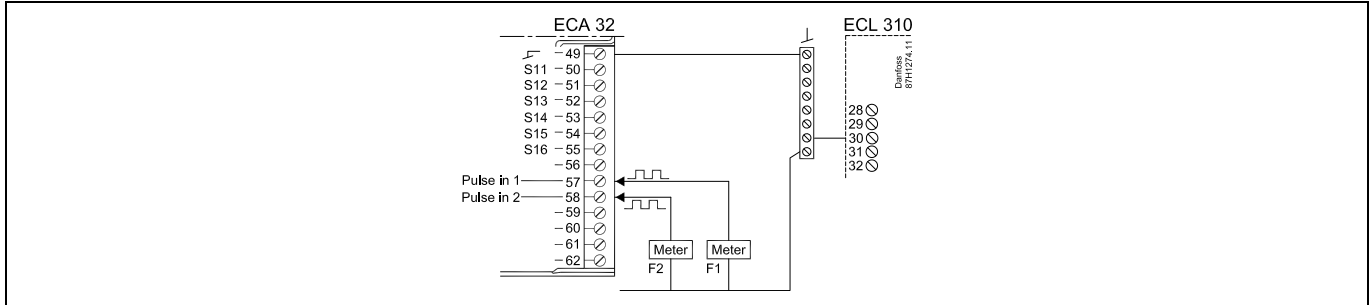 ECA 32
ECL 310
49
S11 50
S12 51
S13 52
S14 53
S15 54
S16 55
56
Pulse in 1 57
Pulse in 2 58
59
60
61
62
Meter
F2
Meter
F1
Danfoss
87H1274.11
28
29
30
31
32